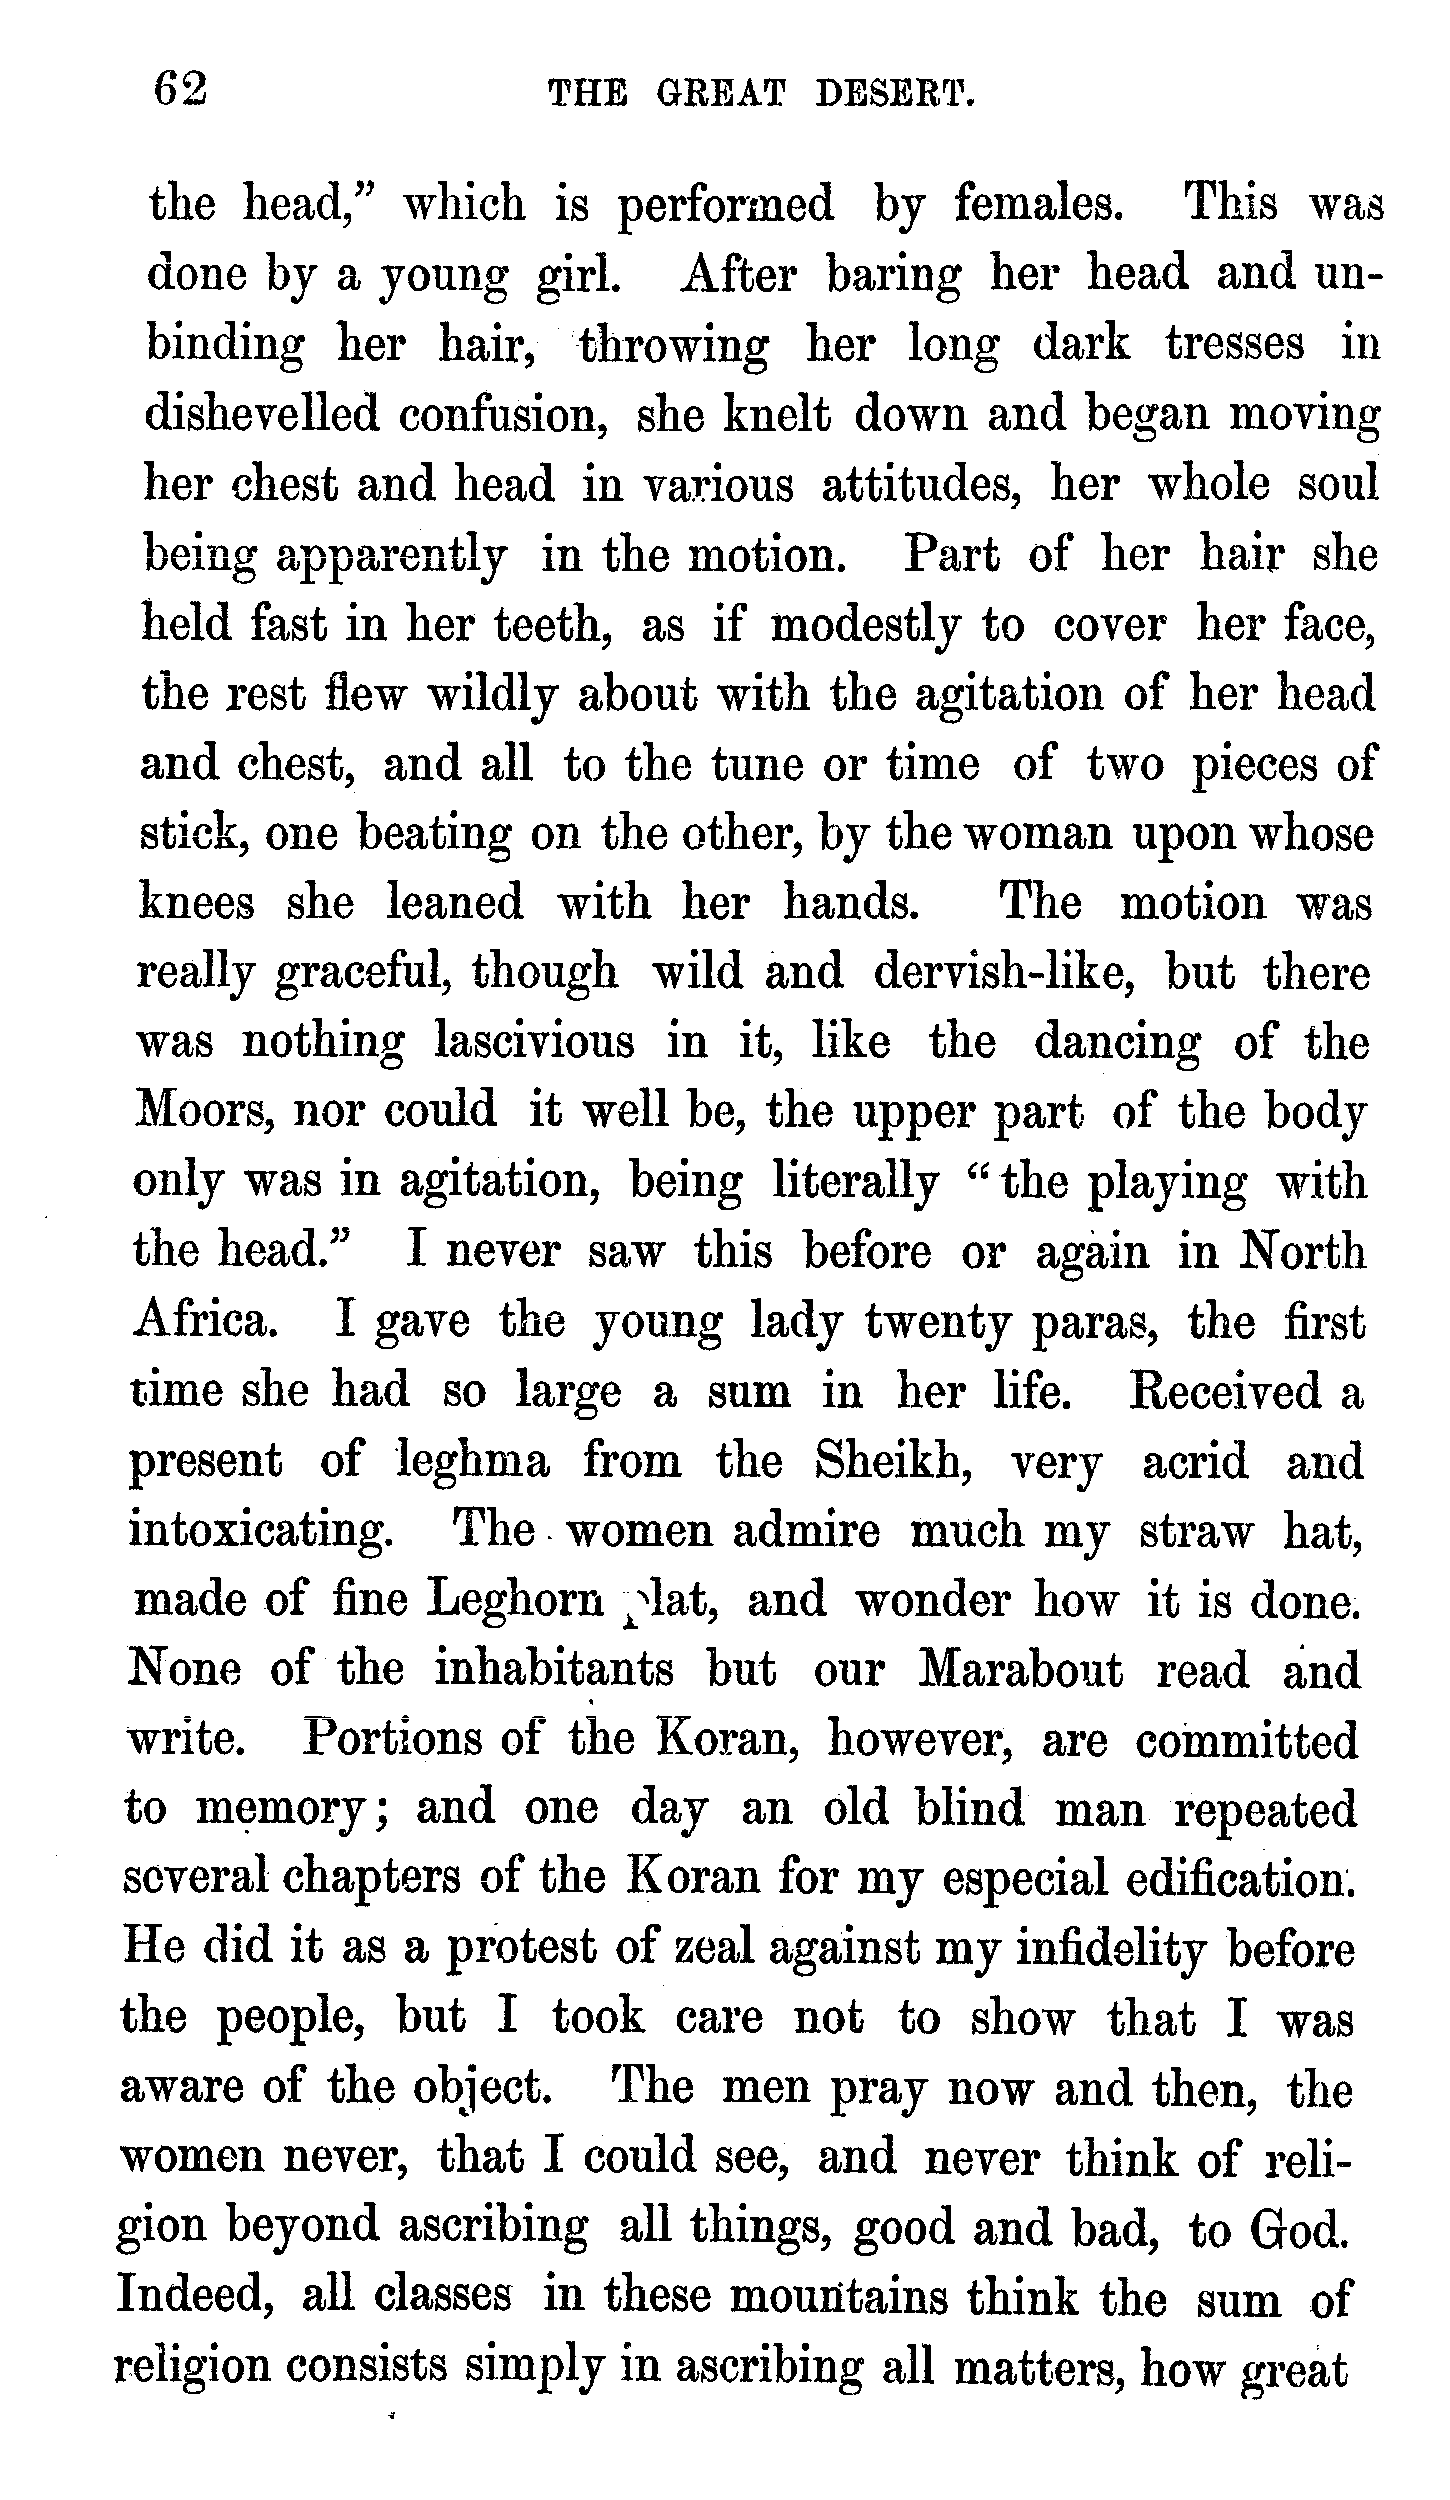 62 THE GREAT DESERT.
the head,” which is performed by females. This was
done by a young girl. After baring her head and un-
binding her hair, throwing her long dark tresses in
dishevelled confusion, she knelt down and began moving
her chest and head in various attitudes, her whole soul
being apparently in the motion. Part of her hair she
held fast in her teeth, as if modestly to cover her face,
the rest flew wildly about with the agitation of her head
and chest, and all to the tune or time of two pieces of
stick, one beating on the other, by the woman upon whose
knees she leaned with her hands. The motion was
really graceful, though wild and dervish-like, but there
was nothing lascivious in it, like the dancing of the
Moors, nor could it well be, the upper part of the body
only was in agitation, being literally “the playing with
the head.” I never saw this before or again in North
Africa. I gave the young lady twenty paras, the first
time she had so large a sum in her life. Received a
present of leghma from the Sheikh, very acrid and
intoxicating. The women admire much my straw hat,
made of fine Leghorn plat, and wonder how it is done.
None of the inhabitants but our Marabout read and
write. Portions of the Koran, however, are committed
to memory; and one day an old blind man repeated
several chapters of the Koran for my especial edification.
He did it as a protest of zeal against my infidelity before
the people, but I took care not to show that I was
aware of the object. The men pray now and then, the
women never, that I could see, and never think of reli-
gion beyond ascribing all things, good and bad, to God.
Indeed, all classes in these mountains think the sum of
religion consists simply in ascribing all matters, how great